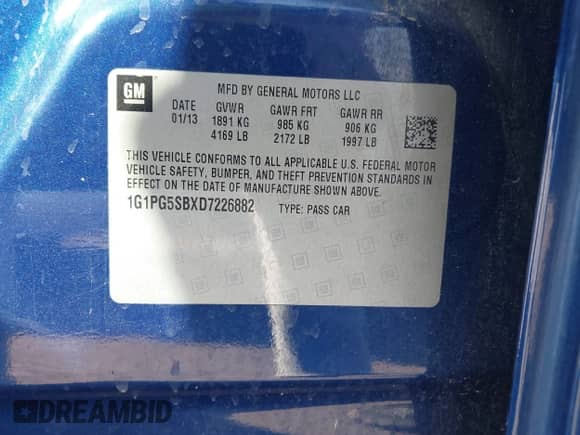 GM
MFD BY GENERAL MOTORS LLC
DATE GVWR GAWR FRT GAWR RR
01/13 1891 KG 985 KG 906 KG
4169 LB 2172 LB 1997 LB
THIS VEHICLE CONFORMS TO ALL APPLICABLE U.S. FEDERAL MOTOR
VEHICLE SAFETY, BUMPER, AND THEFT PREVENTION STANDARDS IN
EFFECT ON THE DATE OF MANUFACTURE SHOWN ABOVE.
1G1PG5SBXD7226882 TYPE: PASS CAR
DREAMBID